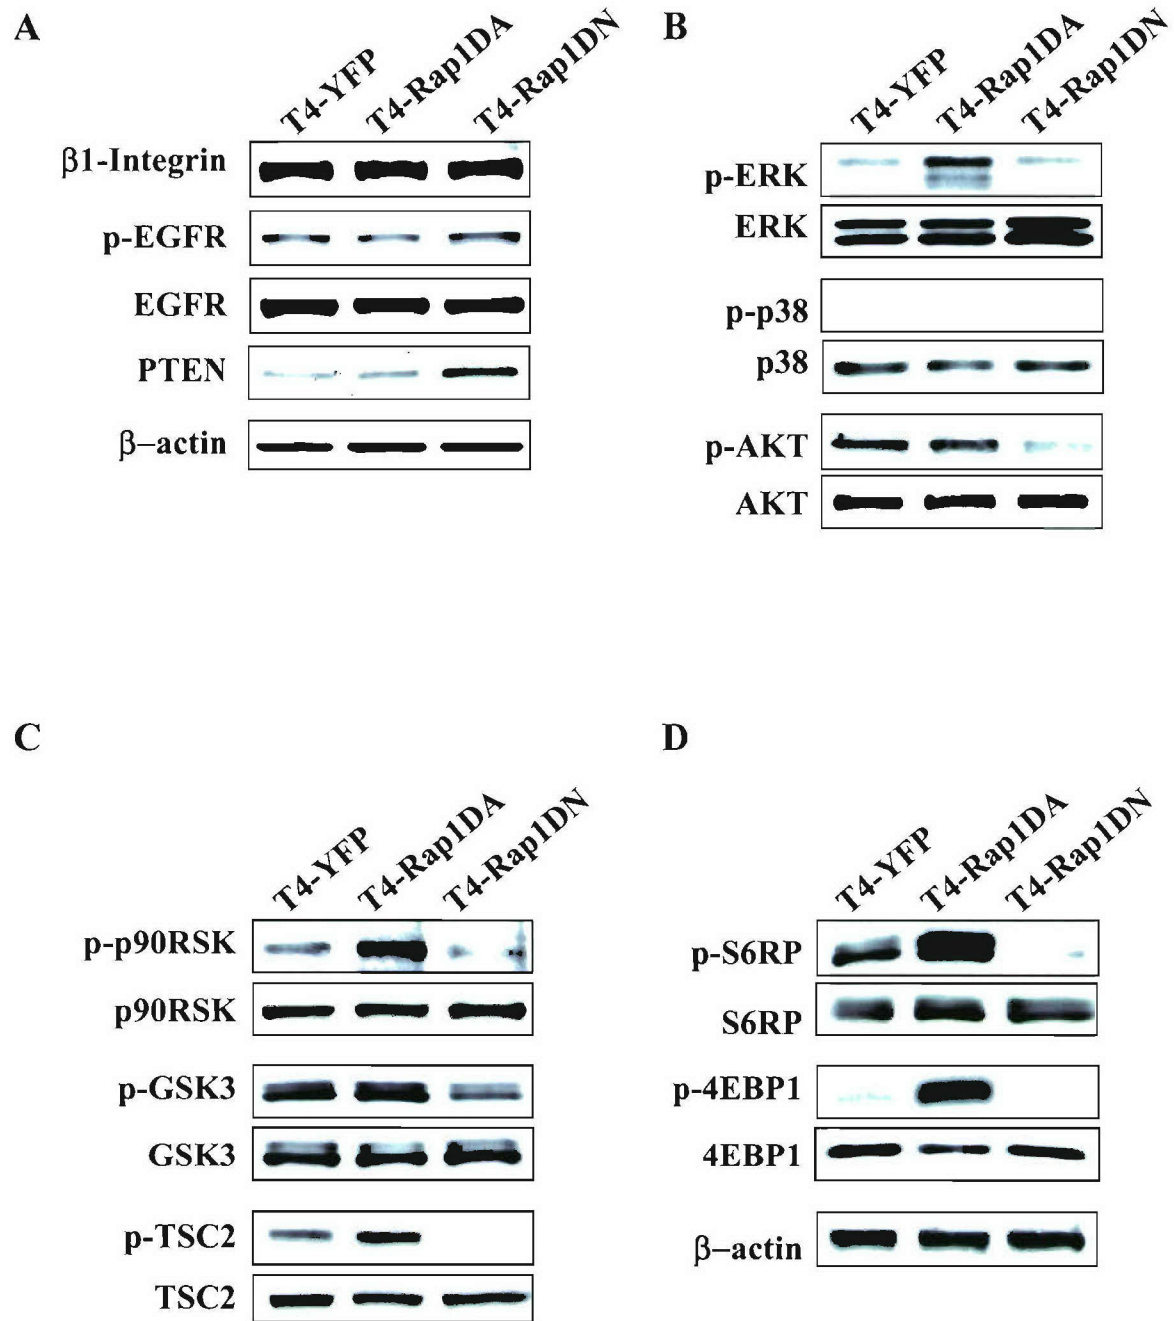 A
T4-YFP
T4-Rap1DA
T4-Rap1DN
β1-Integrin
p-EGFR
EGFR
PTEN
β–actin
B
T4-YFP
T4-Rap1DA
T4-Rap1DN
p-ERK
ERK
p-p38
p38
p-AKT
AKT
C
T4-YFP
T4-Rap1DA
T4-Rap1DN
p-p90RSK
p90RSK
p-GSK3
GSK3
p-TSC2
TSC2
D
T4-YFP
T4-Rap1DA
T4-Rap1DN
p-S6RP
S6RP
p-4EBP1
4EBP1
β–actin